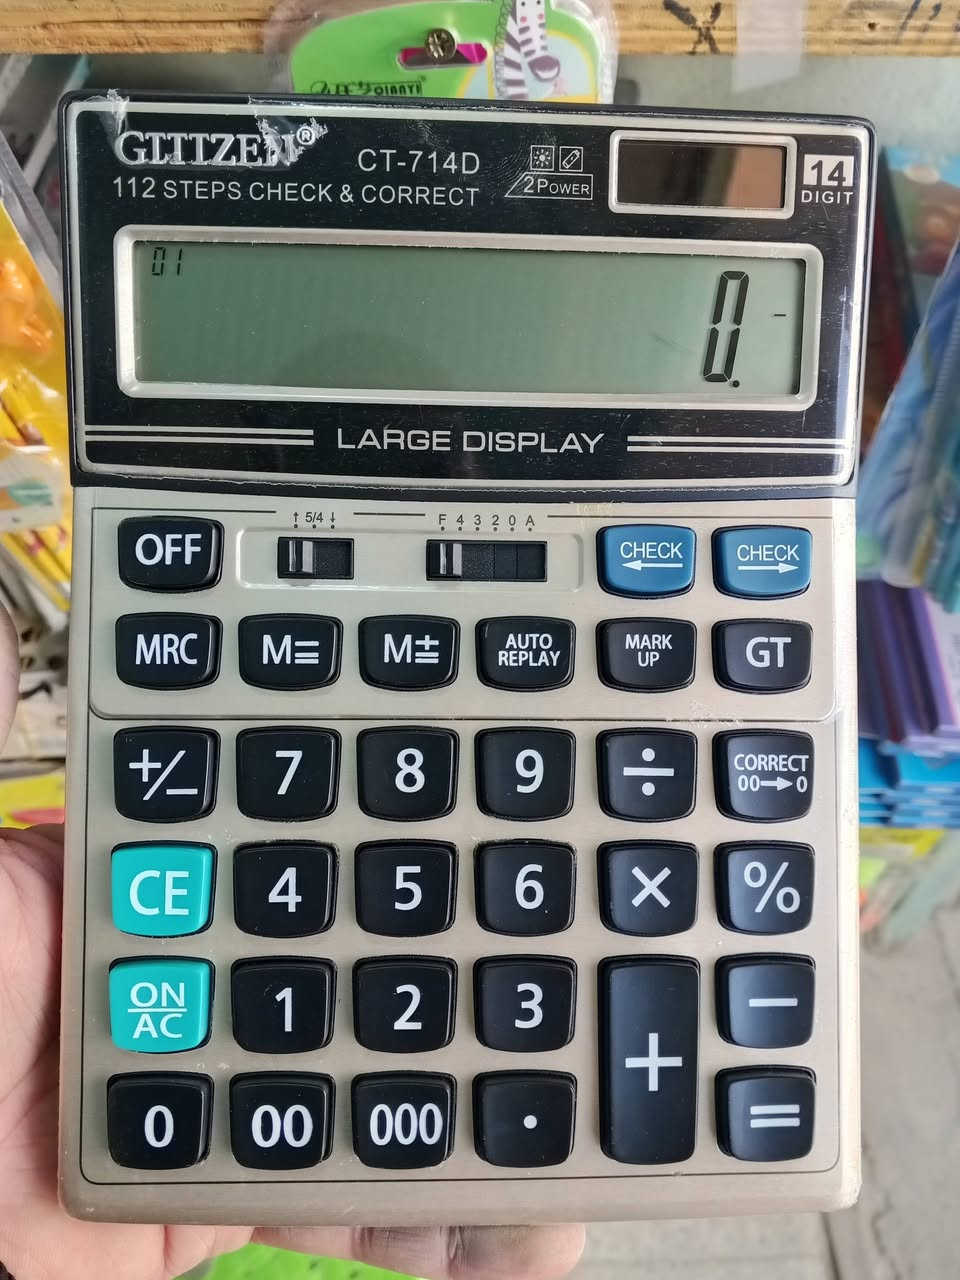 QIANYI
GTTTZEN®
CT-714D
112 STEPS CHECK & CORRECT
2POWER
14
DIGIT
01
0.
-
LARGE DISPLAY
↑ 5/4 ↓
F 4 3 2 0 A
OFF
CHECK
←
CHECK
→
MRC
M=
M±
AUTO
REPLAY
MARK
UP
GT
+/−
7
8
9
÷
CORRECT
00→0
CE
4
5
6
×
%
ON
AC
1
2
3
+
−
0
00
000
.
=